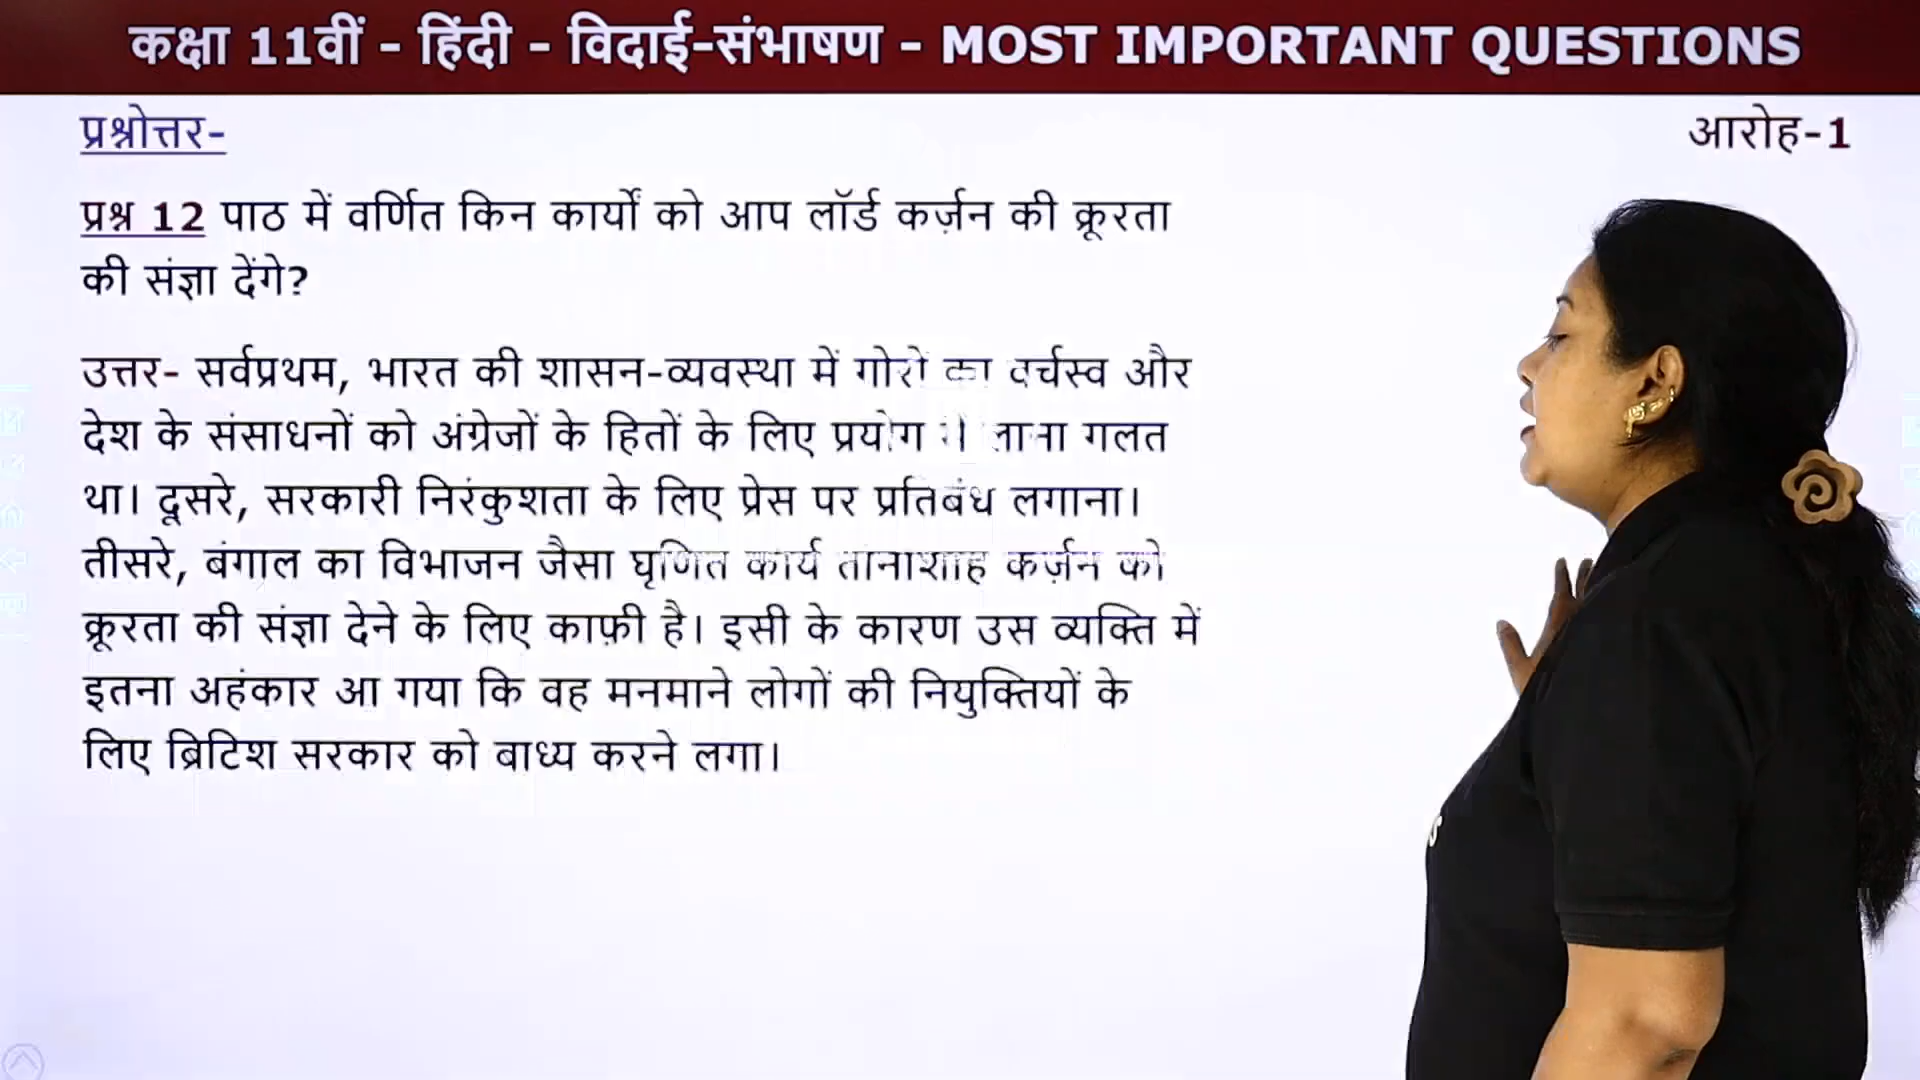 कक्षा 11वीं - हिंदी - विदाई-संभाषण - MOST IMPORTANT QUESTIONS
प्रश्नोत्तर-
आरोह-1
प्रश्न 12 पाठ में वर्णित किन कार्यों को आप लॉर्ड कर्ज़न की क्रूरता
की संज्ञा देंगे?
उत्तर- सर्वप्रथम, भारत की शासन-व्यवस्था में गोरों का वर्चस्व और
देश के संसाधनों को अंग्रेजों के हितों के लिए प्रयोग में लाना गलत
था। दूसरे, सरकारी निरंकुशता के लिए प्रेस पर प्रतिबंध लगाना।
तीसरे, बंगाल का विभाजन जैसा घृणित कार्य तानाशाह कर्ज़न को
क्रूरता की संज्ञा देने के लिए काफ़ी है। इसी के कारण उस व्यक्ति में
इतना अहंकार आ गया कि वह मनमाने लोगों की नियुक्तियों के
लिए ब्रिटिश सरकार को बाध्य करने लगा।